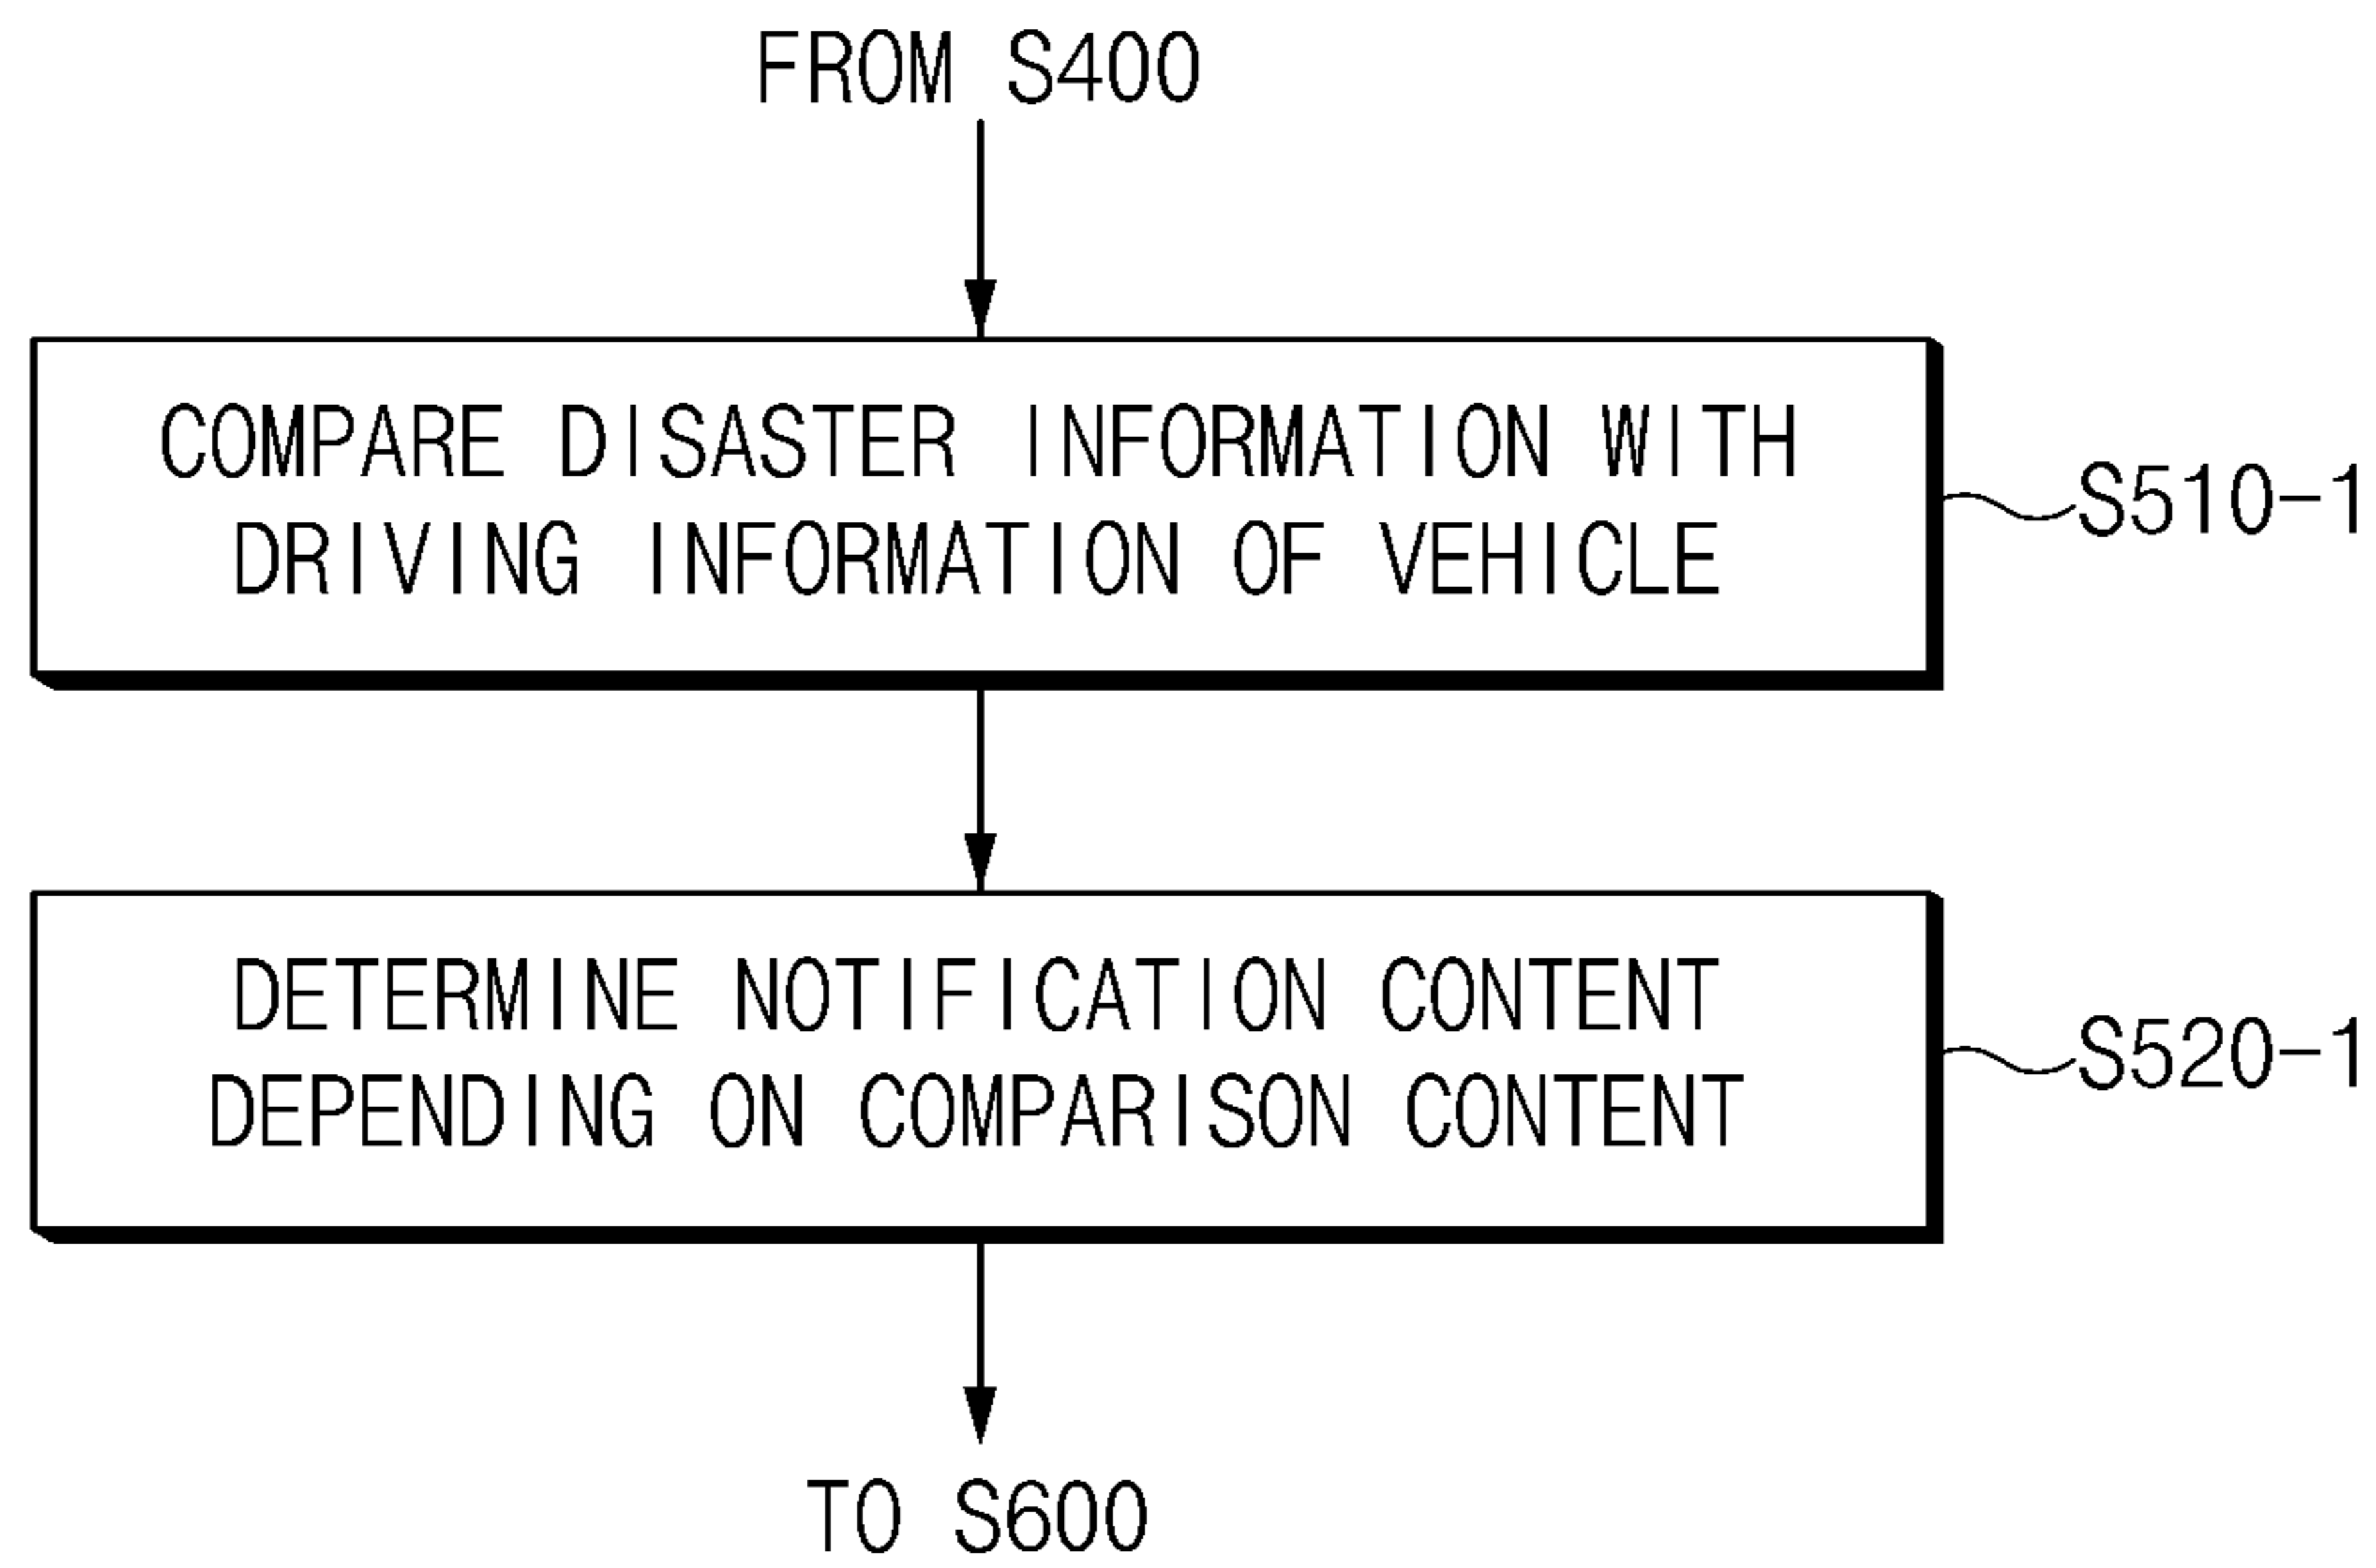 FROM S400
COMPARE DISASTER INFORMATION WITH
DRIVING INFORMATION OF VEHICLE
S510-1
DETERMINE NOTIFICATION CONTENT
DEPENDING ON COMPARISON CONTENT
S520-1
TO S600